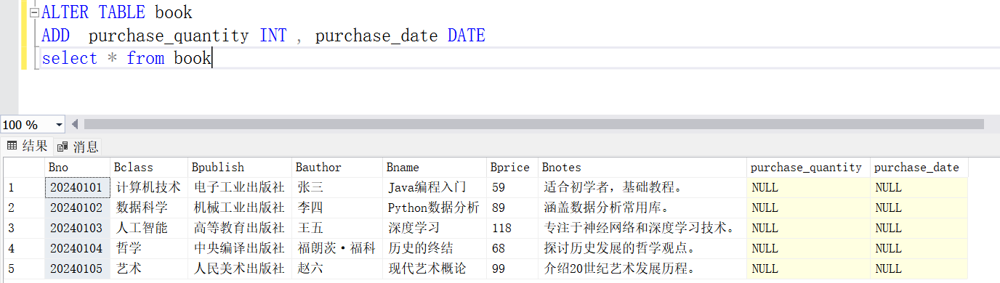 ALTER TABLE book
ADD  purchase_quantity INT , purchase_date DATE
select * from book
100 %
结果 消息
Bno Bclass Bpublish Bauthor Bname Bprice Bnotes purchase_quantity purchase_date
1 20240101 计算机技术 电子工业出版社 张三 Java编程入门 59 适合初学者，基础教程。 NULL NULL
2 20240102 数据科学 机械工业出版社 李四 Python数据分析 89 涵盖数据分析常用库。 NULL NULL
3 20240103 人工智能 高等教育出版社 王五 深度学习 118 专注于神经网络和深度学习技术。 NULL NULL
4 20240104 哲学 中央编译出版社 福朗茨·福科 历史的终结 68 探讨历史发展的哲学观点。 NULL NULL
5 20240105 艺术 人民美术出版社 赵六 现代艺术概论 99 介绍20世纪艺术发展历程。 NULL NULL